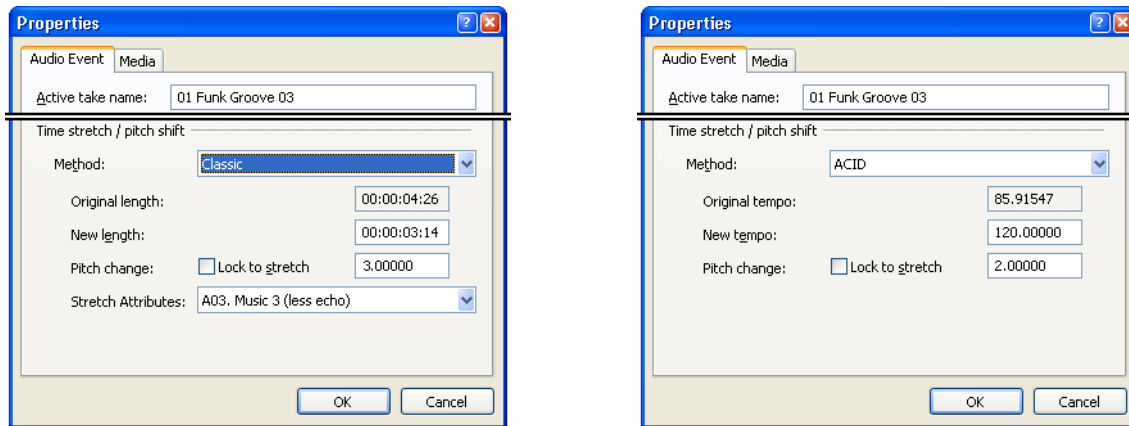 Properties
Audio Event Media
Active take name: 01 Funk Groove 03
Time stretch / pitch shift
Method: Classic
Original length: 00:00:04:26
New length: 00:00:03:14
Pitch change: Lock to stretch 3.00000
Stretch Attributes: A03. Music 3 (less echo)
OK Cancel
Properties
Audio Event Media
Active take name: 01 Funk Groove 03
Time stretch / pitch shift
Method: ACID
Original tempo: 85.91547
New tempo: 120.00000
Pitch change: Lock to stretch 2.00000
OK Cancel